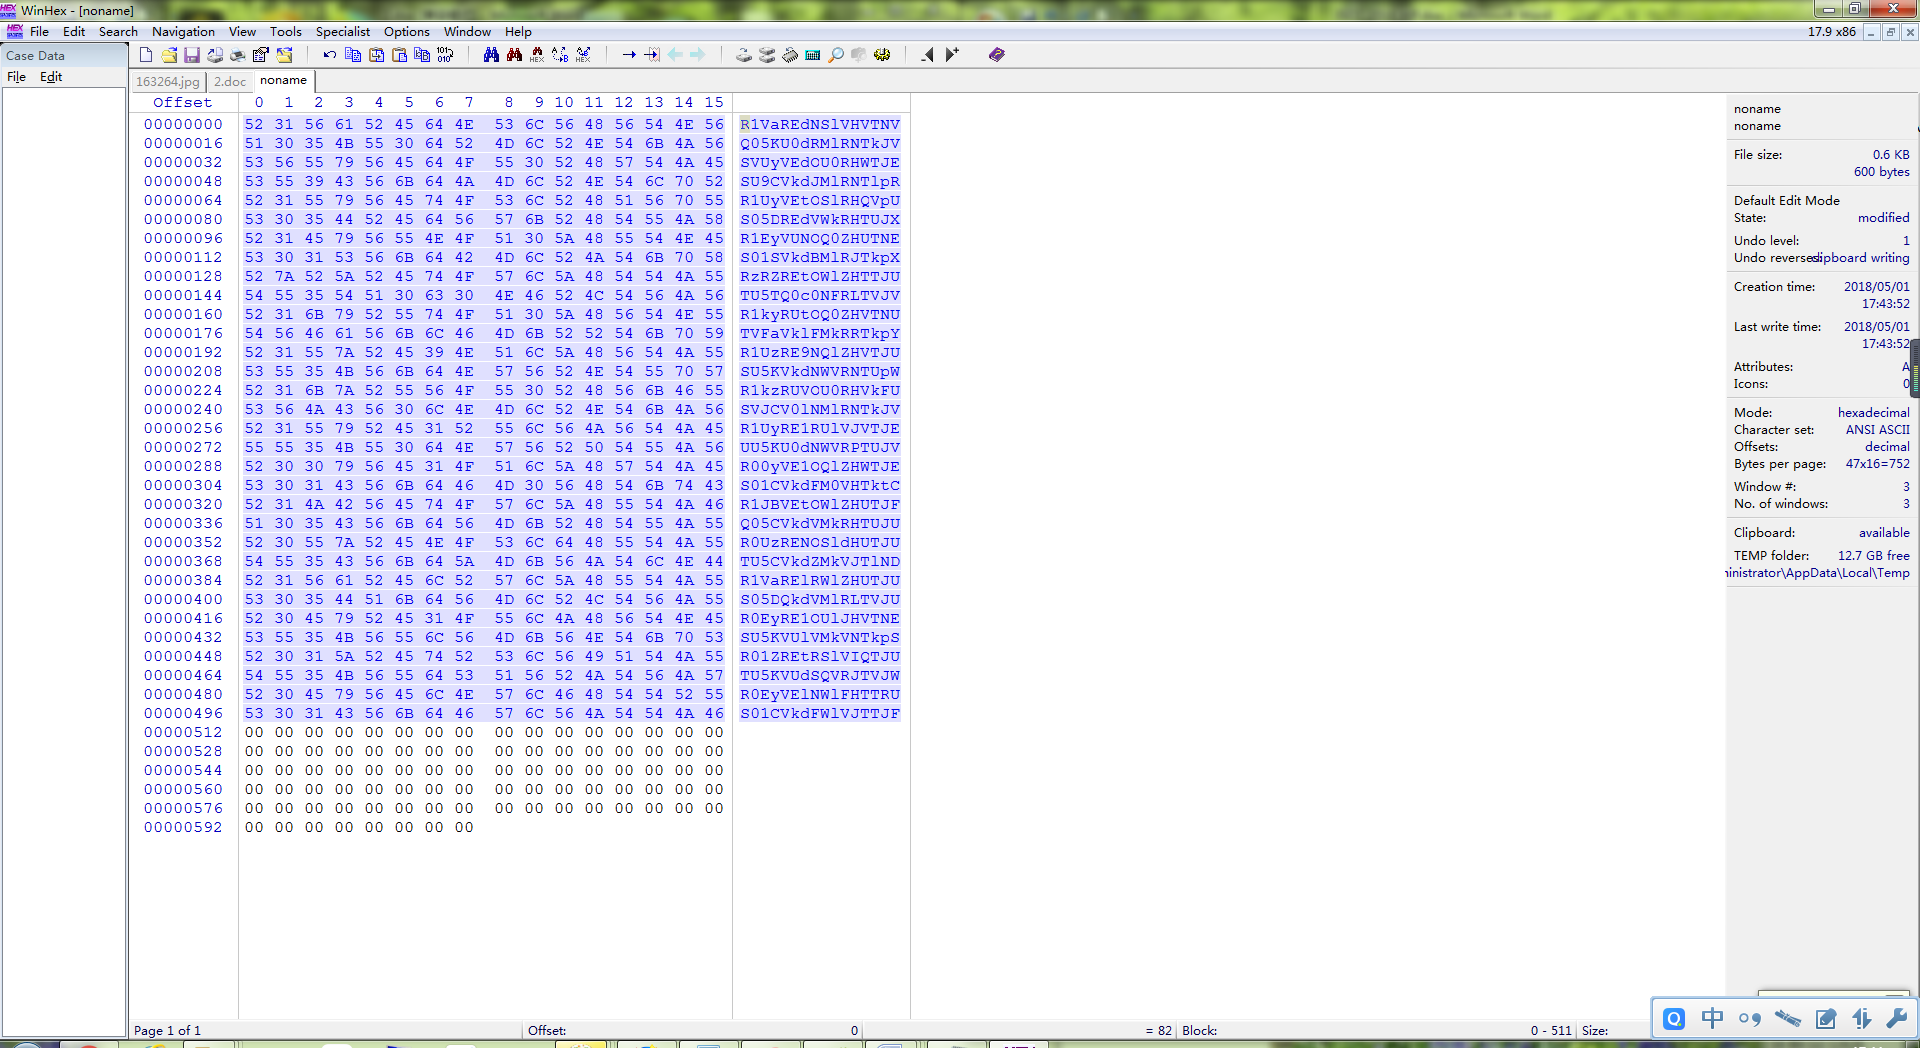 WinHex - [noname]
File Edit Search Navigation View Tools Specialist Options Window Help 17.9 x86
Case Data
File Edit
163264.jpg 2.doc noname
Offset 0 1 2 3 4 5 6 7 8 9 10 11 12 13 14 15
00000000 52 31 56 61 52 45 64 4E 53 6C 56 48 56 54 4E 56 R1VaREdNSlVHVTNV
00000016 51 30 35 4B 55 30 64 52 4D 6C 52 4E 54 6B 4A 56 Q05KU0dRMlRNTkJV
00000032 53 56 55 79 56 45 64 4F 55 30 52 48 57 54 4A 45 SVUyVEdOU0RHWTJE
00000048 53 55 39 43 56 6B 64 4A 4D 6C 52 4E 54 6C 70 52 SU9CVkdJMlRNTlpR
00000064 52 31 55 79 56 45 74 4F 53 6C 52 48 51 56 70 55 R1UyVEtOSlRHQVpU
00000080 53 30 35 44 52 45 64 56 57 6B 52 48 54 55 4A 58 S05DREdVWkRHTUJX
00000096 52 31 45 79 56 55 4E 4F 51 30 5A 48 55 54 4E 45 R1EyVUNOQ0ZHUTNE
00000112 53 30 31 53 56 6B 64 42 4D 6C 52 4A 54 6B 70 58 S01SVkdBMlRJTkpX
00000128 52 7A 52 5A 52 45 74 4F 57 6C 5A 48 54 54 4A 55 RzRZREtOWlZHTTJU
00000144 54 55 35 54 51 30 63 30 4E 46 52 4C 54 56 4A 56 TU5TQ0c0NFRLTVJV
00000160 52 31 6B 79 52 55 74 4F 51 30 5A 48 56 54 4E 55 R1kyRUtOQ0ZHVTNU
00000176 54 56 46 61 56 6B 6C 46 4D 6B 52 52 54 6B 70 59 TVFaVklFMkRRTkpY
00000192 52 31 55 7A 52 45 39 4E 51 6C 5A 48 56 54 4A 55 R1UzRE9NQlZHVTJU
00000208 53 55 35 4B 56 6B 64 4E 57 56 52 4E 54 55 70 57 SU5KVkdNWVRNTUpW
00000224 52 31 6B 7A 52 55 56 4F 55 30 52 48 56 6B 46 55 R1kzRUVOU0RHVkFU
00000240 53 56 4A 43 56 30 6C 4E 4D 6C 52 4E 54 6B 4A 56 SVJCV0lNMlRNTkJV
00000256 52 31 55 79 52 45 31 52 55 6C 56 4A 56 54 4A 45 R1UyRE1RUlVJVTJE
00000272 55 55 35 4B 55 30 64 4E 57 56 52 50 54 55 4A 56 UU5KU0dNWVRPTUJV
00000288 52 30 30 79 56 45 31 4F 51 6C 5A 48 57 54 4A 45 R00yVE1OQlZHWTJE
00000304 53 30 31 43 56 6B 64 46 4D 30 56 48 54 6B 74 43 S01CVkdFM0VHTktC
00000320 52 31 4A 42 56 45 74 4F 57 6C 5A 48 55 54 4A 46 R1JBVEtOWlZHUTJF
00000336 51 30 35 43 56 6B 64 56 4D 6B 52 48 54 55 4A 55 Q05CVkdVMkRHTUJU
00000352 52 30 55 7A 52 45 4E 4F 53 6C 64 48 55 54 4A 55 R0UzRENOSldHUTJU
00000368 54 55 35 43 56 6B 64 5A 4D 6B 56 4A 54 6C 4E 44 TU5CVkdZMkVJTlND
00000384 52 31 56 61 52 45 6C 52 57 6C 5A 48 55 54 4A 55 R1VaRElRWlZHUTJU
00000400 53 30 35 44 51 6B 64 56 4D 6C 52 4C 54 56 4A 55 S05DQkdVMlRLTVJU
00000416 52 30 45 79 52 45 31 4F 55 6C 4A 48 56 54 4E 45 R0EyRE1OUlJHVTNE
00000432 53 55 35 4B 56 55 6C 56 4D 6B 56 4E 54 6B 70 53 SU5KVUlVMkVNTkpS
00000448 52 30 31 5A 52 45 74 52 53 6C 56 49 51 54 4A 55 R01ZREtRSlVIQTJU
00000464 54 55 35 4B 56 55 64 53 51 56 52 4A 54 56 4A 57 TU5KVUdSQVRJTVJW
00000480 52 30 45 79 56 45 6C 4E 57 6C 46 48 54 54 52 55 R0EyVElNWlFHTTRU
00000496 53 30 31 43 56 6B 64 46 57 6C 56 4A 54 54 4A 46 S01CVkdFWlVJTTJF
00000512 00 00 00 00 00 00 00 00 00 00 00 00 00 00 00 00
00000528 00 00 00 00 00 00 00 00 00 00 00 00 00 00 00 00
00000544 00 00 00 00 00 00 00 00 00 00 00 00 00 00 00 00
00000560 00 00 00 00 00 00 00 00 00 00 00 00 00 00 00 00
00000576 00 00 00 00 00 00 00 00 00 00 00 00 00 00 00 00
00000592 00 00 00 00 00 00 00 00
noname
noname
File size: 0.6 KB
600 bytes
Default Edit Mode
State: modified
Undo level: 1
Undo reverses: clipboard writing
Creation time: 2018/05/01
17:43:52
Last write time: 2018/05/01
17:43:52
Attributes: A
Icons: 0
Mode: hexadecimal
Character set: ANSI ASCII
Offsets: decimal
Bytes per page: 47x16=752
Window #: 3
No. of windows: 3
Clipboard: available
TEMP folder: 12.7 GB free
ministrator\AppData\Local\Temp
Page 1 of 1 Offset: 0 = 82 Block: 0 - 511 Size:
中